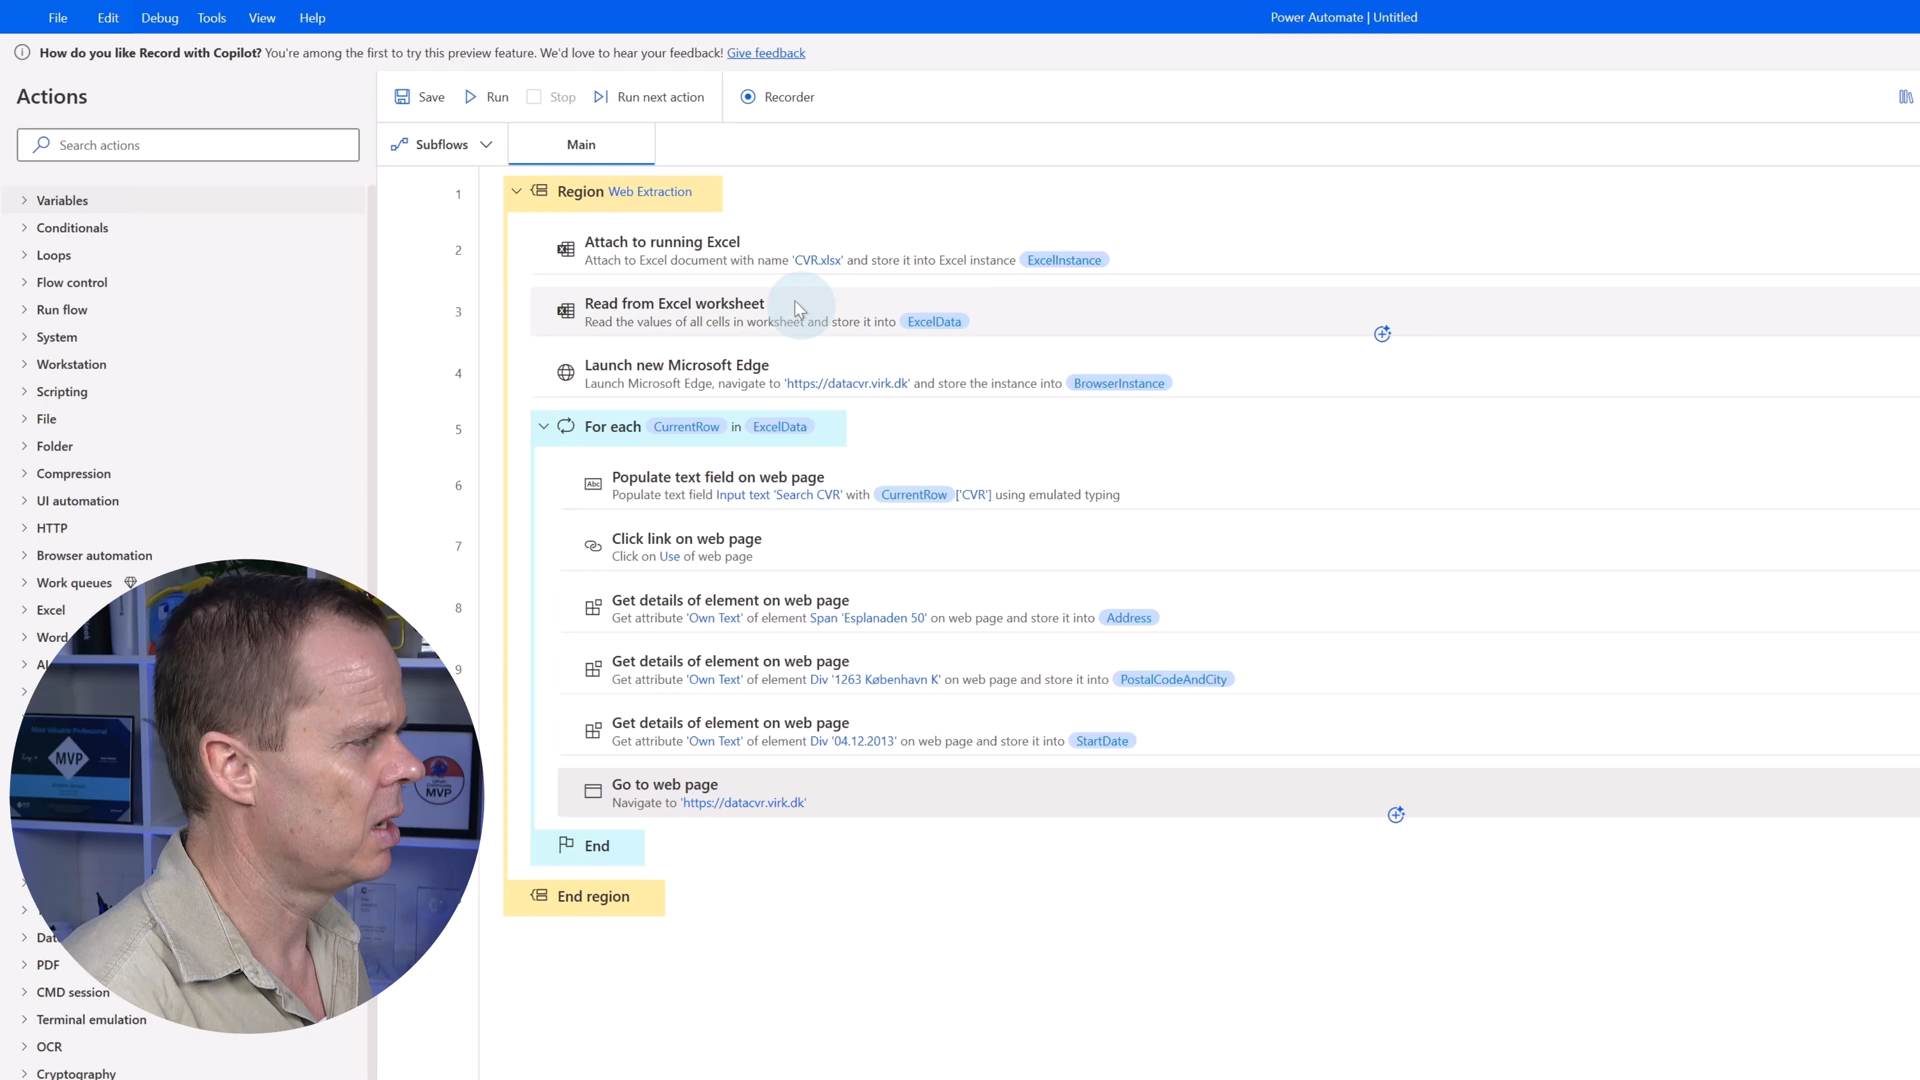 File Edit Debug Tools View Help
Power Automate | Untitled
How do you like Record with Copilot? You're among the first to try this preview feature. We'd love to hear your feedback! Give feedback
Actions
Search actions
Variables
Conditionals
Loops
Flow control
Run flow
System
Workstation
Scripting
File
Folder
Compression
UI automation
HTTP
Browser automation
Work queues
Excel
Word
PDF
CMD session
Terminal emulation
OCR
Cryptography
Save Run Stop Run next action Recorder
Subflows Main
1 Region Web Extraction
2 Attach to running Excel
Attach to Excel document with name 'CVR.xlsx' and store it into Excel instance ExcelInstance
3 Read from Excel worksheet
Read the values of all cells in worksheet and store it into ExcelData
4 Launch new Microsoft Edge
Launch Microsoft Edge, navigate to 'https://datacvr.virk.dk' and store the instance into BrowserInstance
5 For each CurrentRow in ExcelData
6 Populate text field on web page
Abc Populate text field Input text 'Search CVR' with CurrentRow ['CVR'] using emulated typing
7 Click link on web page
Click on Use of web page
8 Get details of element on web page
Get attribute 'Own Text' of element Span 'Esplanaden 50' on web page and store it into Address
9 Get details of element on web page
Get attribute 'Own Text' of element Div '1263 København K' on web page and store it into PostalCodeAndCity
Get details of element on web page
Get attribute 'Own Text' of element Div '04.12.2013' on web page and store it into StartDate
Go to web page
Navigate to 'https://datacvr.virk.dk'
End
End region
Most Valuable Professional
MVP
MVP